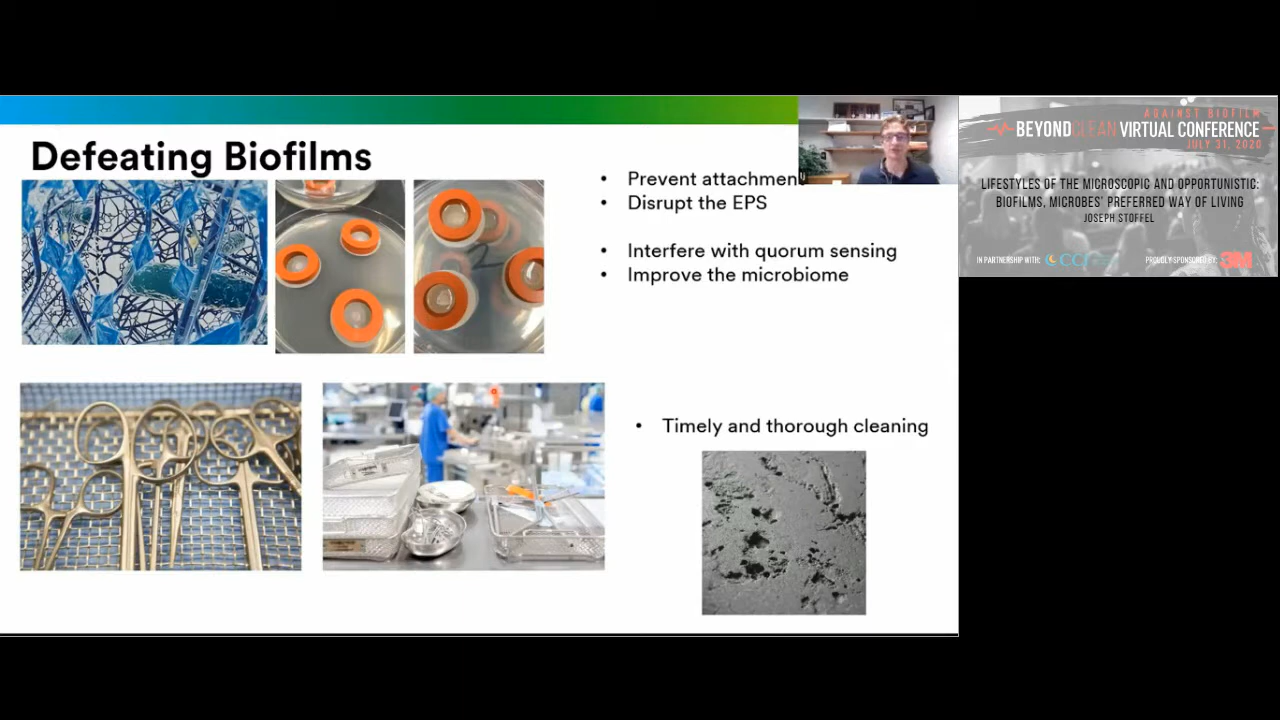 Defeating Biofilms
• Prevent attachment
• Disrupt the EPS
• Interfere with quorum sensing
• Improve the microbiome
• Timely and thorough cleaning
AGAINST BIOFILM
BEYONDCLEAN VIRTUAL CONFERENCE
JULY 31, 2020
LIFESTYLES OF THE MICROSCOPIC AND OPPORTUNISTIC:
BIOFILMS, MICROBES' PREFERRED WAY OF LIVING
JOSEPH STOFFEL
IN PARTNERSHIP WITH: CCI PROUDLY SPONSORED BY: 3M